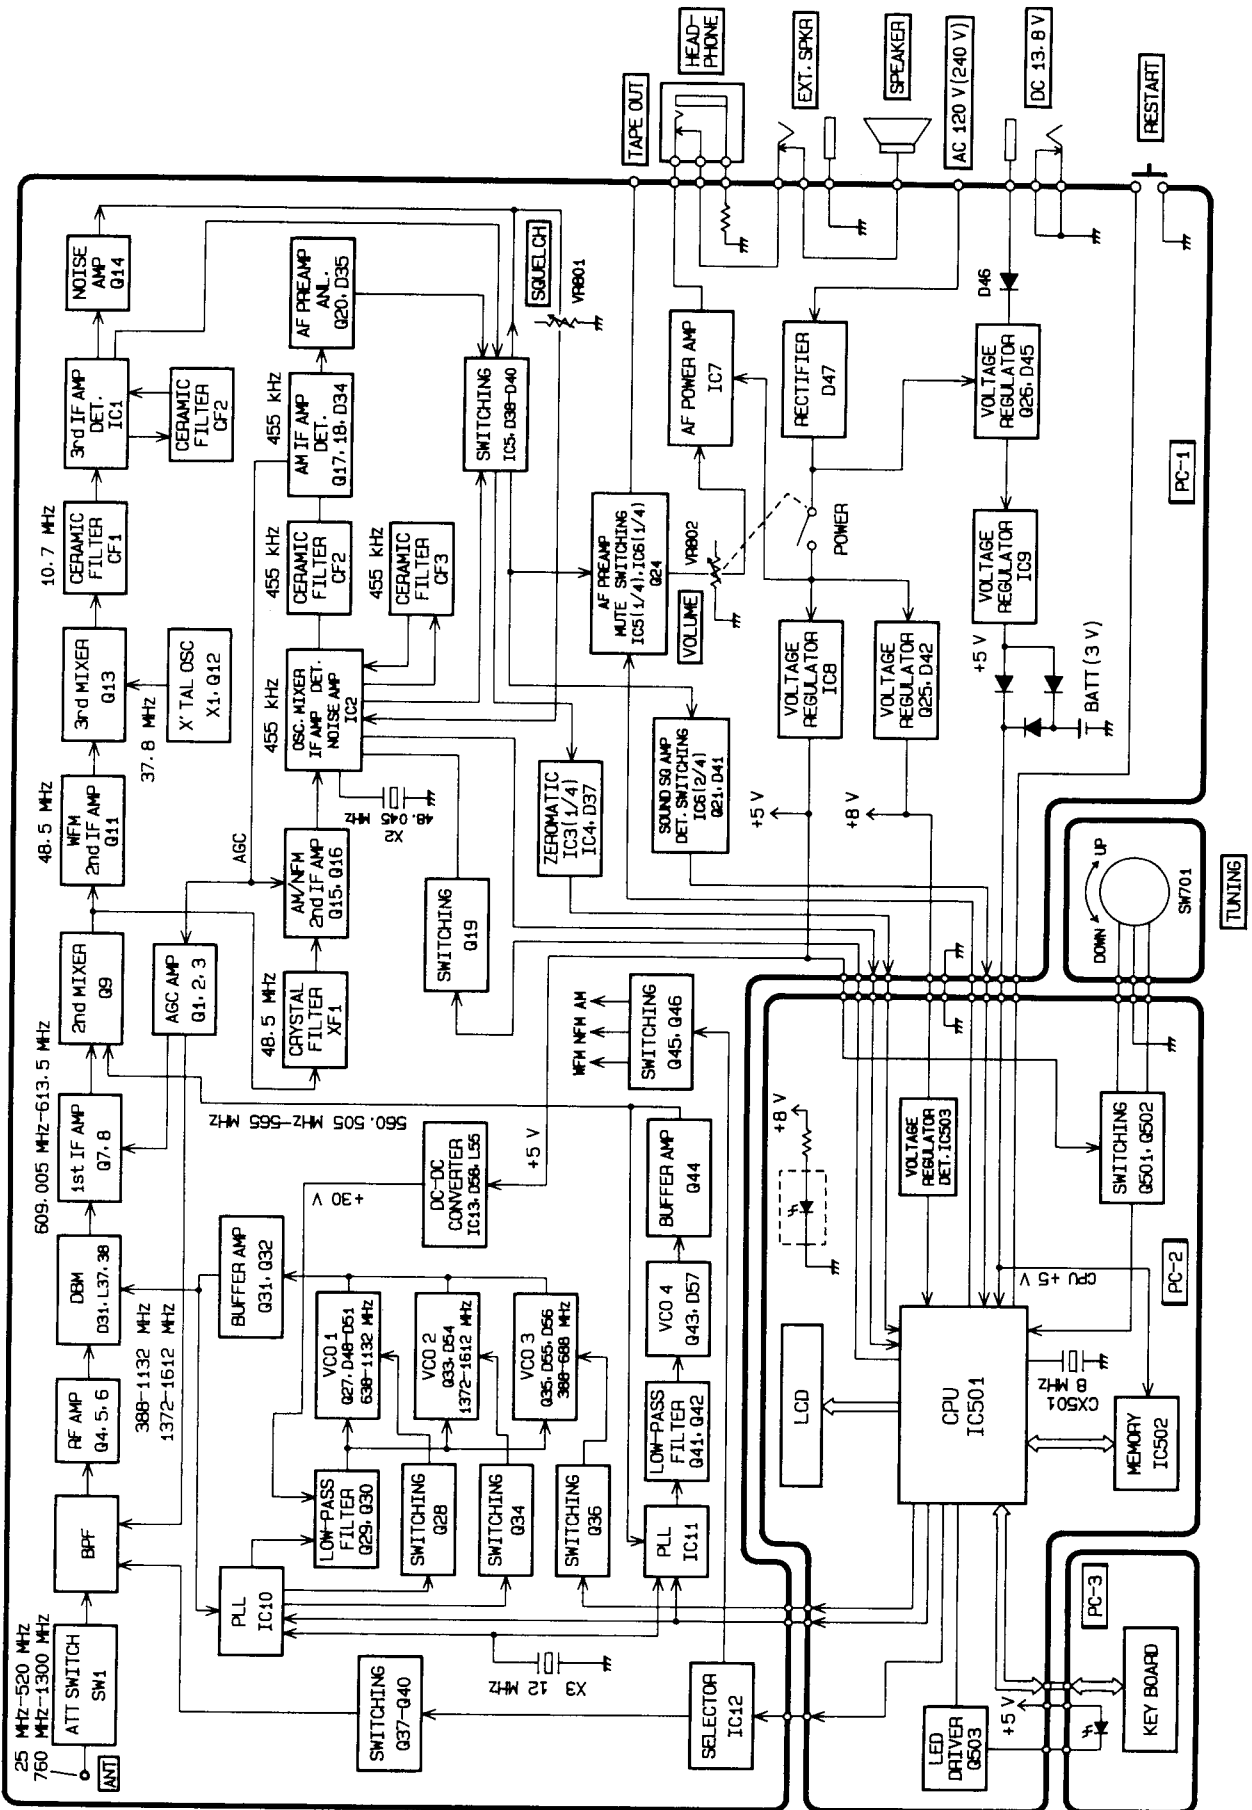 25 MHz-520 MHz
760 MHz-1300 MHz
ANT
ATT SWITCH
SW1
BPF
RF AMP
Q4, 5, 6
DBM
D31, L37, 38
388-1132 MHz
1372-1612 MHz
609.005 MHz-613.5 MHz
1st IF AMP
Q7, 8
2nd MIXER
Q9
48.5 MHz
WFM
2nd IF AMP
Q11
3rd MIXER
Q13
37.8 MHz
X'TAL OSC
X1, Q12
10.7 MHz
CERAMIC
FILTER
CF1
3rd IF AMP
DET.
IC1
CERAMIC
FILTER
CF2
NOISE
AMP
Q14
AGC AMP
Q1, 2, 3
AGC
48.5 MHz
CRYSTAL
FILTER
XF1
AM/NFM
2nd IF AMP
Q15, Q16
455 kHz
OSC. MIXER
IF AMP DET.
NOISE AMP
IC2
X2
48.045 MHz
455 kHz
CERAMIC
FILTER
CF2
455 kHz
CERAMIC
FILTER
CF3
455 kHz
AM IF AMP
DET.
Q17, 18, D34
AF PREAMP
ANL.
Q20, D35
SWITCHING
IC5, D38-D40
SQUELCH
VR801
SWITCHING
Q19
ZEROMATIC
IC3(1/4)
IC4, D37
SOUND SQ AMP
DET. SWITCHING
IC6(2/4)
Q21, D41
AF PREAMP
MUTE SWITCHING
IC5(1/4), IC6(1/4)
Q24
VOLUME
VR802
AF POWER AMP
IC7
TAPE OUT
HEAD-
PHONE
EXT. SPKR
SPEAKER
AC 120 V(240 V)
DC 13.8 V
RESTART
RECTIFIER
D47
POWER
VOLTAGE
REGULATOR
IC8
+5 V
VOLTAGE
REGULATOR
Q25, D42
+8 V
D46
VOLTAGE
REGULATOR
Q26, D45
VOLTAGE
REGULATOR
IC9
+5 V
BATT(3 V)
PC-1
SWITCHING
Q37-Q40
PLL
IC10
X3
12 MHz
LOW-PASS
FILTER
Q29, Q30
SWITCHING
Q28
SWITCHING
Q34
SWITCHING
Q36
VCO 1
Q27, D48-D51
638-1132 MHz
VCO 2
Q33, D54
1372-1612 MHz
VCO 3
Q35, D55, D56
388-688 MHz
BUFFER AMP
Q31, Q32
+30 V
DC-DC
CONVERTER
IC13, D58, L55
+5 V
560.505 MHz-565 MHz
PLL
IC11
LOW-PASS
FILTER
Q41, Q42
VCO 4
Q43, D57
BUFFER AMP
Q44
WFM NFM AM
SWITCHING
Q45, Q46
SELECTOR
IC12
LCD
CPU
IC501
CX501
8 MHz
CPU +5 V
MEMORY
IC502
LED
DRIVER
Q503
+8 V
VOLTAGE
REGULATOR
DET. IC503
SWITCHING
Q501, Q502
PC-2
DOWN
UP
SW701
TUNING
+5 V
PC-3
KEY BOARD